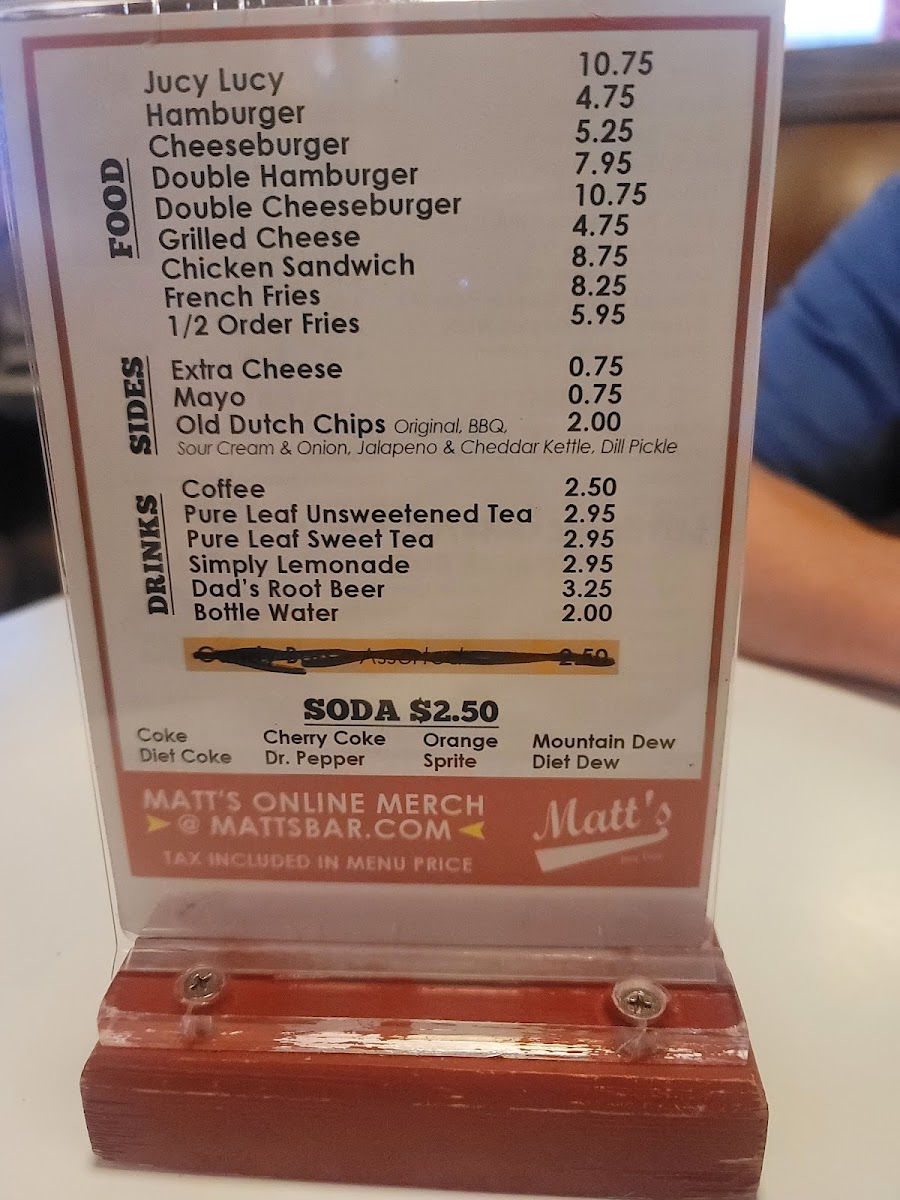 FOOD
Jucy Lucy 10.75
Hamburger 4.75
Cheeseburger 5.25
Double Hamburger 7.95
Double Cheeseburger 10.75
Grilled Cheese 4.75
Chicken Sandwich 8.75
French Fries 8.25
1/2 Order Fries 5.95
SIDES
Extra Cheese 0.75
Mayo 0.75
Old Dutch Chips Original, BBQ, 2.00
Sour Cream & Onion, Jalapeno & Cheddar Kettle, Dill Pickle
DRINKS
Coffee 2.50
Pure Leaf Unsweetened Tea 2.95
Pure Leaf Sweet Tea 2.95
Simply Lemonade 2.95
Dad's Root Beer 3.25
Bottle Water 2.00
Assorted 2.50
SODA $2.50
Coke Cherry Coke Orange Mountain Dew
Diet Coke Dr. Pepper Sprite Diet Dew
MATT'S ONLINE MERCH
@ MATTSBAR.COM
TAX INCLUDED IN MENU PRICE
Matt's